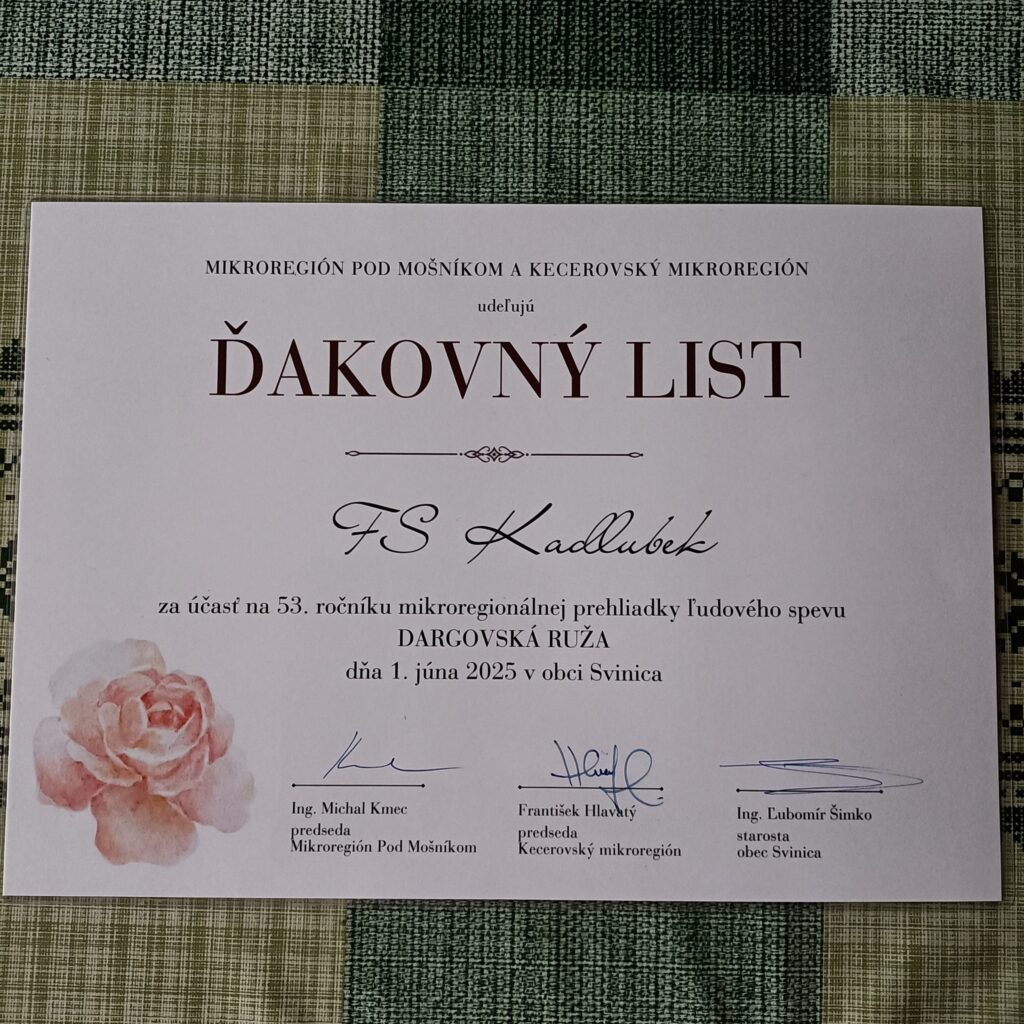 MIKROREGIÓN POD MOŠNÍKOM A KECEROVSKÝ MIKROREGIÓN
udeľujú
ĎAKOVNÝ LIST
FS Kadlubek
za účasť na 53. ročníku mikroregionálnej prehliadky ľudového spevu
DARGOVSKÁ RUŽA
dňa 1. júna 2025 v obci Svinica
Ing. Michal Kmec
predseda
Mikroregión Pod Mošníkom
František Hlavatý
predseda
Kecerovský mikroregión
Ing. Ľubomír Šimko
starosta
obec Svinica